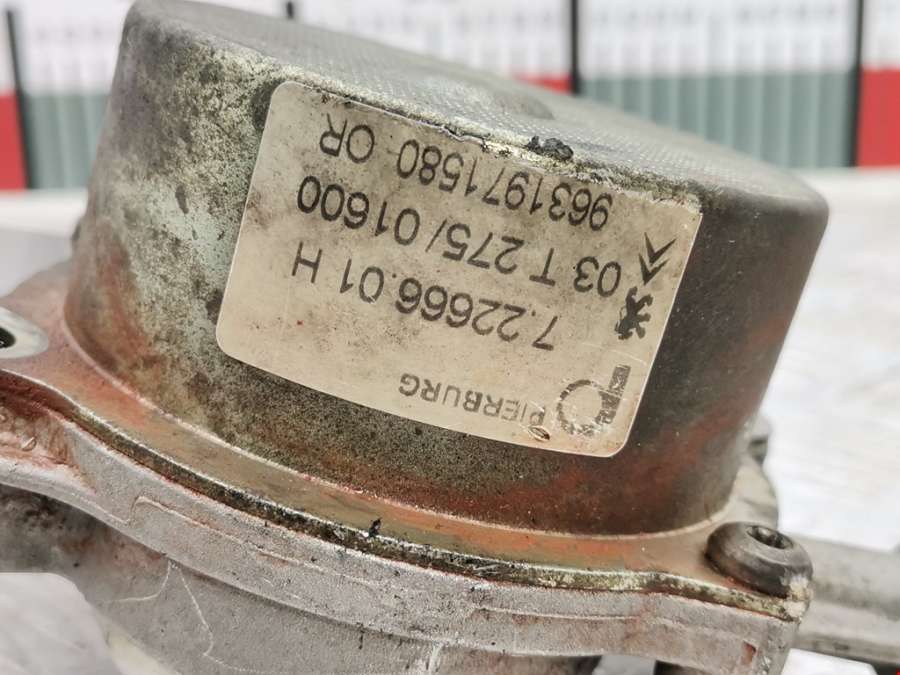 PIERBURG
7.22666.01 H
03 T 275/01600
9631971580 OR